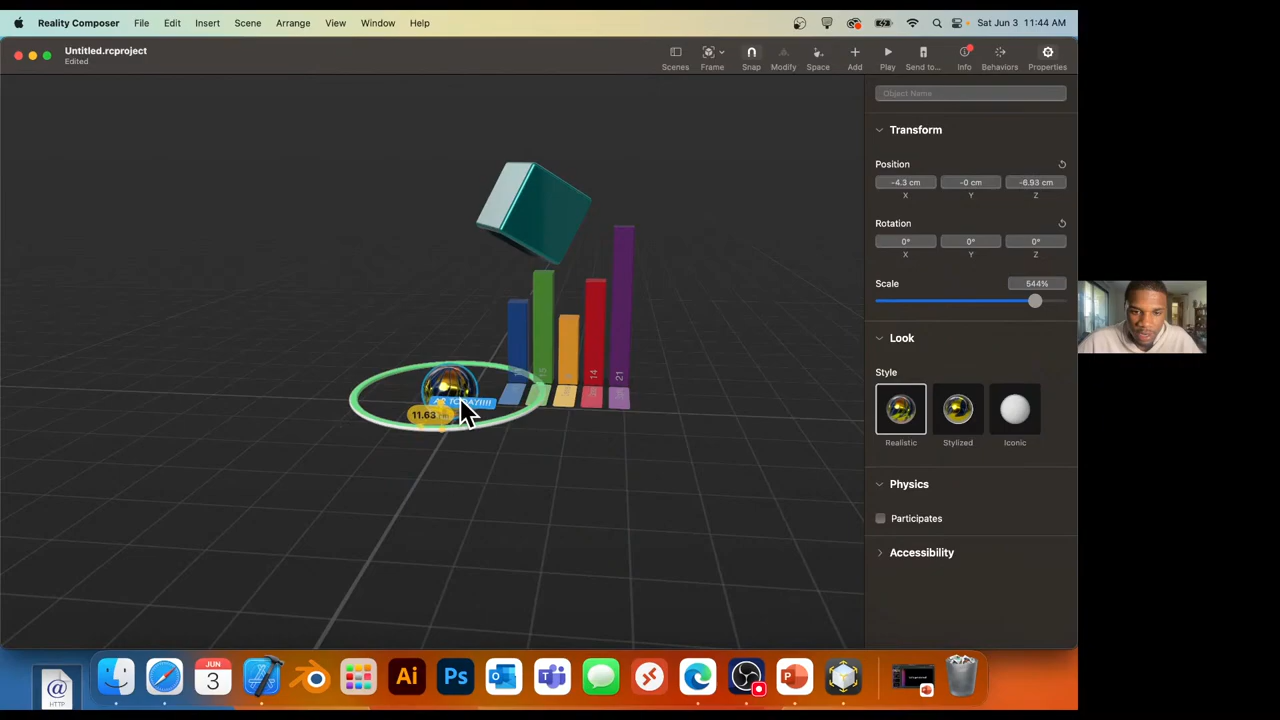 Reality Composer File Edit Insert Scene Arrange View Window Help Sat Jun 3 11:44 AM
Untitled.rcproject
Edited
Scenes Frame Snap Modify Space Add Play Send to... Info Behaviors Properties
Object Name
Transform
Position
-4.3 cm -0 cm -6.93 cm
X Y Z
Rotation
0° 0° 0°
X Y Z
Scale 544%
Look
Style
Realistic Stylized Iconic
Physics
Participates
Accessibility
15
14
21
TODAY!!!!
11.63
JUN
3
Ai
Ps
@
HTTP